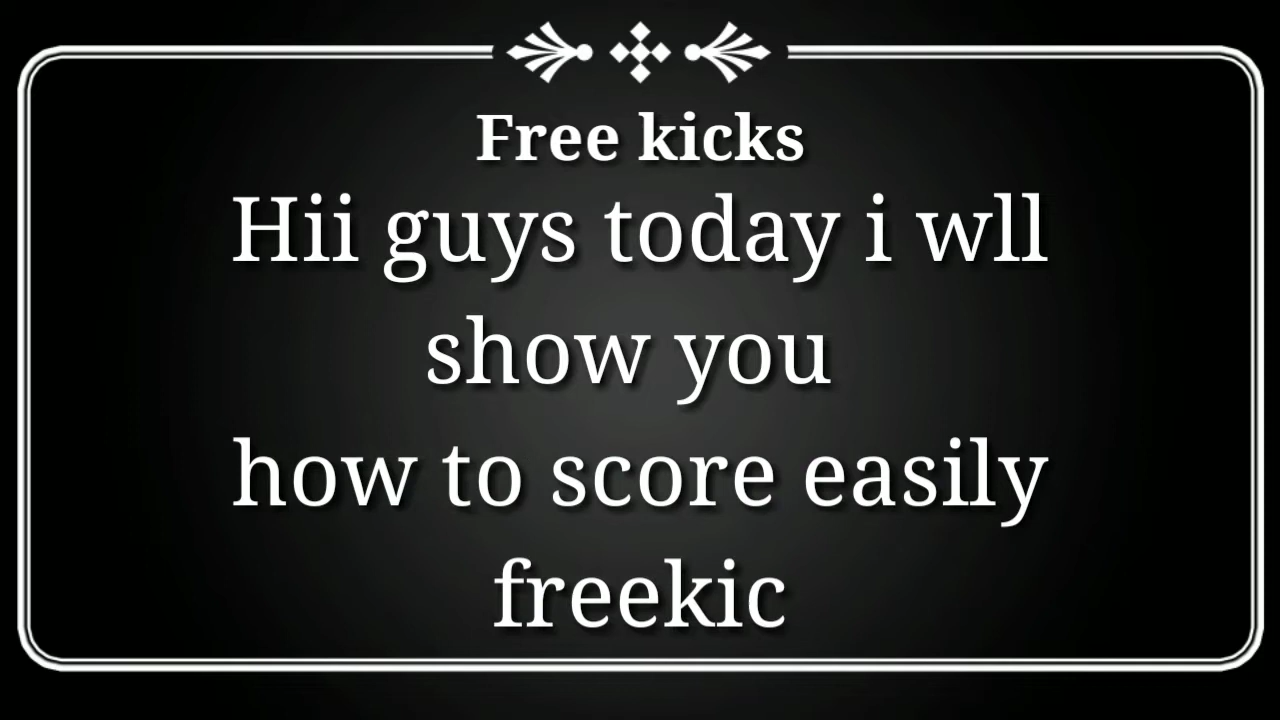 Free kicks
Hii guys today i wll
show you
how to score easily
freekic